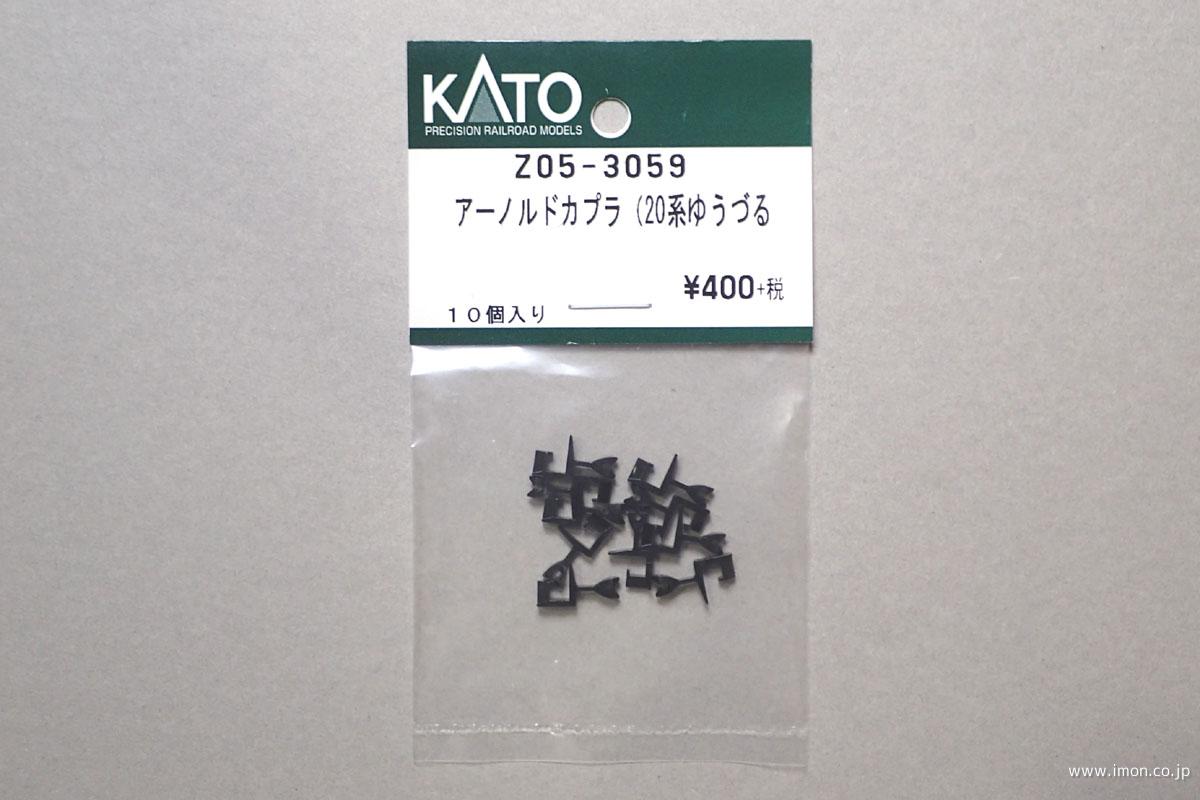 KATO
PRECISION RAILROAD MODELS
Z05-3059
アーノルドカプラ (20系ゆうづる
¥400+税
10個入り
www.imon.co.jp